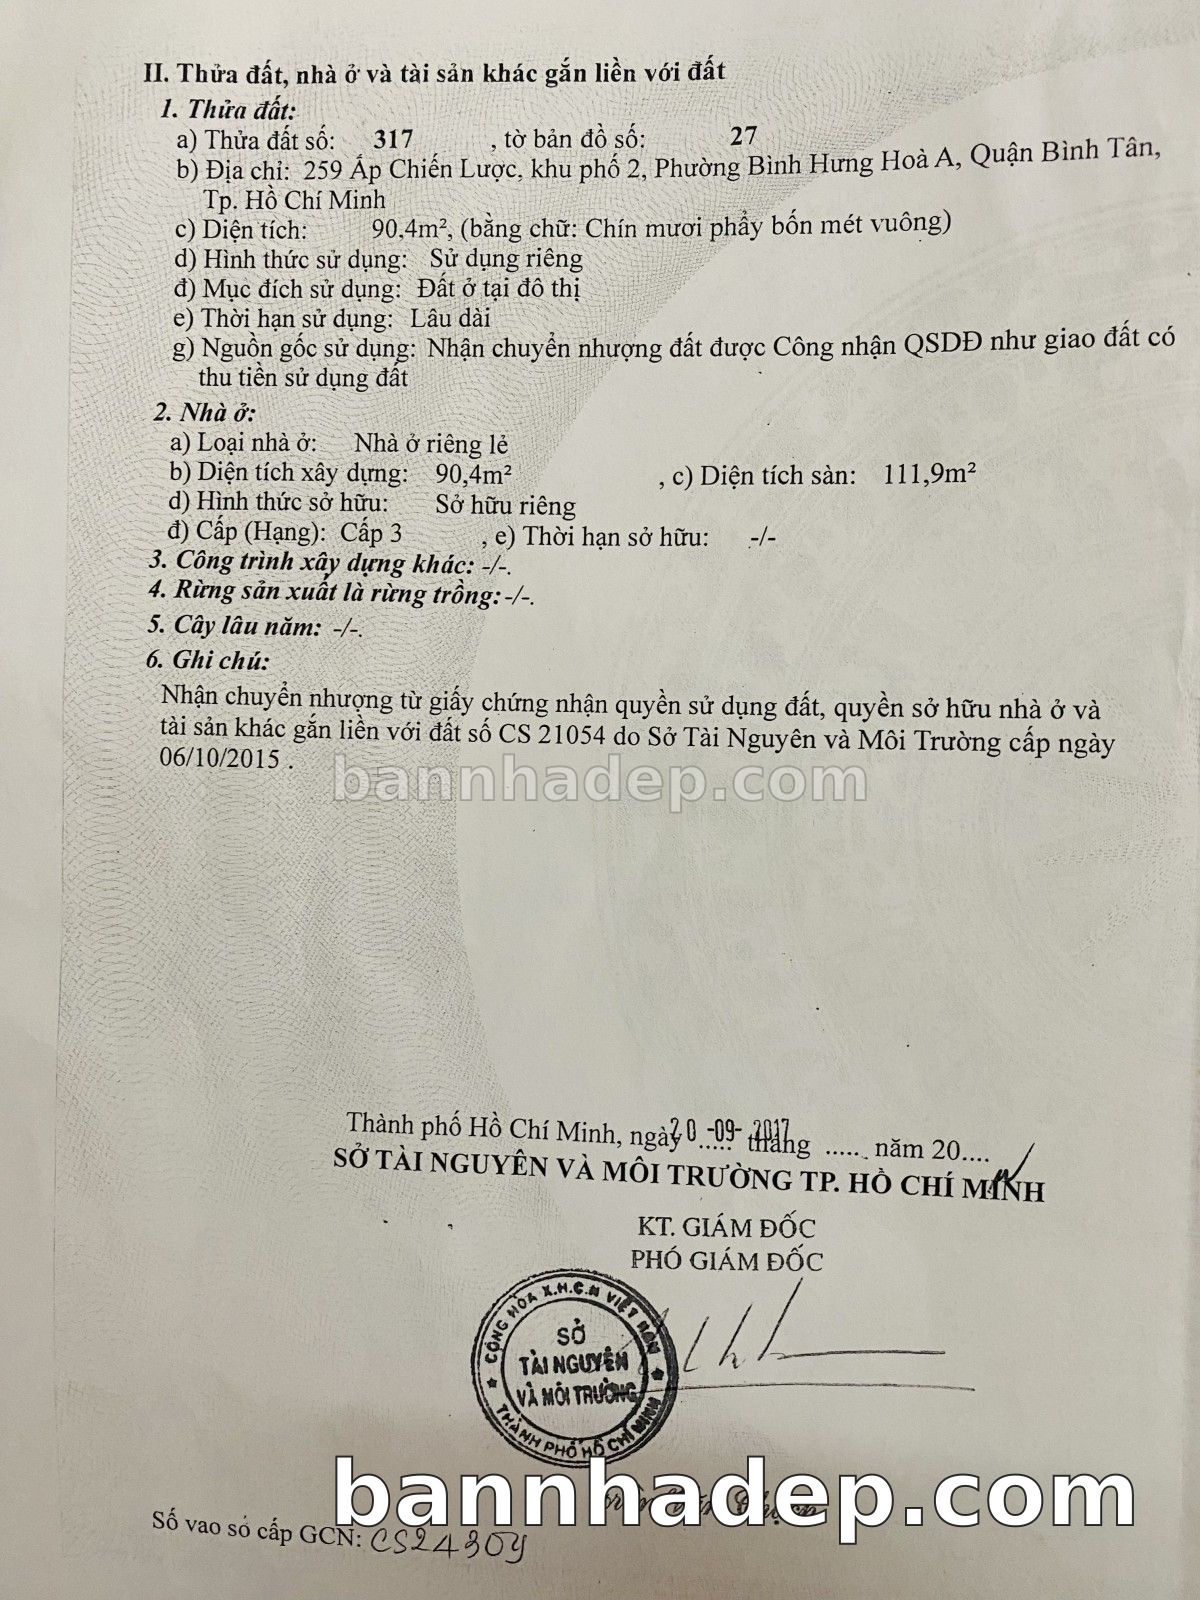 II. Thửa đất, nhà ở và tài sản khác gắn liền với đất
1. Thửa đất:
a) Thửa đất số: 317 , tờ bản đồ số: 27
b) Địa chỉ: 259 Ấp Chiến Lược, khu phố 2, Phường Bình Hưng Hoà A, Quận Bình Tân,
Tp. Hồ Chí Minh
c) Diện tích: 90,4m², (bằng chữ: Chín mươi phẩy bốn mét vuông)
d) Hình thức sử dụng: Sử dụng riêng
đ) Mục đích sử dụng: Đất ở tại đô thị
e) Thời hạn sử dụng: Lâu dài
g) Nguồn gốc sử dụng: Nhận chuyển nhượng đất được Công nhận QSDĐ như giao đất có
thu tiền sử dụng đất
2. Nhà ở:
a) Loại nhà ở: Nhà ở riêng lẻ
b) Diện tích xây dựng: 90,4m² , c) Diện tích sàn: 111,9m²
d) Hình thức sở hữu: Sở hữu riêng
đ) Cấp (Hạng): Cấp 3 , e) Thời hạn sở hữu: -/-
3. Công trình xây dựng khác: -/-.
4. Rừng sản xuất là rừng trồng:-/-.
5. Cây lâu năm: -/-.
6. Ghi chú:
Nhận chuyển nhượng từ giấy chứng nhận quyền sử dụng đất, quyền sở hữu nhà ở và
tài sản khác gắn liền với đất số CS 21054 do Sở Tài Nguyên và Môi Trường cấp ngày
06/10/2015 .
bannhadep.com
Thành phố Hồ Chí Minh, ngày ..... tháng ..... năm 20....
20 -09- 2017
SỞ TÀI NGUYÊN VÀ MÔI TRƯỜNG TP. HỒ CHÍ MINH
KT. GIÁM ĐỐC
PHÓ GIÁM ĐỐC
CỘNG HÒA X.H.C.N VIỆT NAM
SỞ
TÀI NGUYÊN
VÀ MÔI TRƯỜNG
THÀNH PHỐ HỒ CHÍ MINH
bannhadep.com
Số vào sổ cấp GCN: